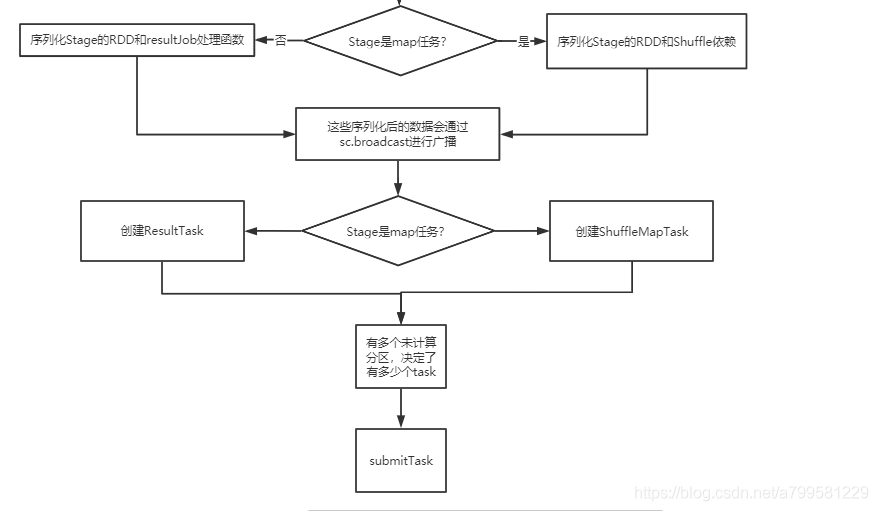 序列化Stage的RDD和resultJob处理函数
否
Stage是map任务?
是
序列化Stage的RDD和Shuffle依赖
这些序列化后的数据会通过
sc.broadcast进行广播
创建ResultTask
Stage是map任务?
创建ShuffleMapTask
有多个未计算
分区，决定了
有多少个task
submitTask
https://blog.csdn.net/a799581229